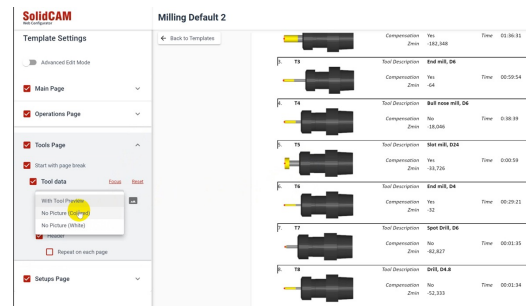 SolidCAM
Web Configurator
Milling Default 2
Template Settings
← Back to Templates
Advanced Edit Mode
Main Page
Operations Page
Tools Page
Start with page break
Tool data Focus Reset
With Tool Preview
No Picture (Colored)
No Picture (White)
Header
Repeat on each page
Setups Page
Compensation Yes Time 01:36:31
Zmin -182,348
3. T3 Tool Description End mill, D6
Compensation Yes Time 00:59:54
Zmin -64
4. T4 Tool Description Bull nose mill, D6
Compensation No Time 0:38:39
Zmin -18,046
5. T5 Tool Description Slot mill, D24
Compensation Yes Time 0:00:59
Zmin -33,726
6. T6 Tool Description End mill, D4
Compensation Yes Time 00:29:21
Zmin -32
7. T7 Tool Description Spot Drill, D6
Compensation No Time 00:01:35
Zmin -82,827
8. T8 Tool Description Drill, D4.8
Compensation No Time 00:01:34
Zmin -52,333